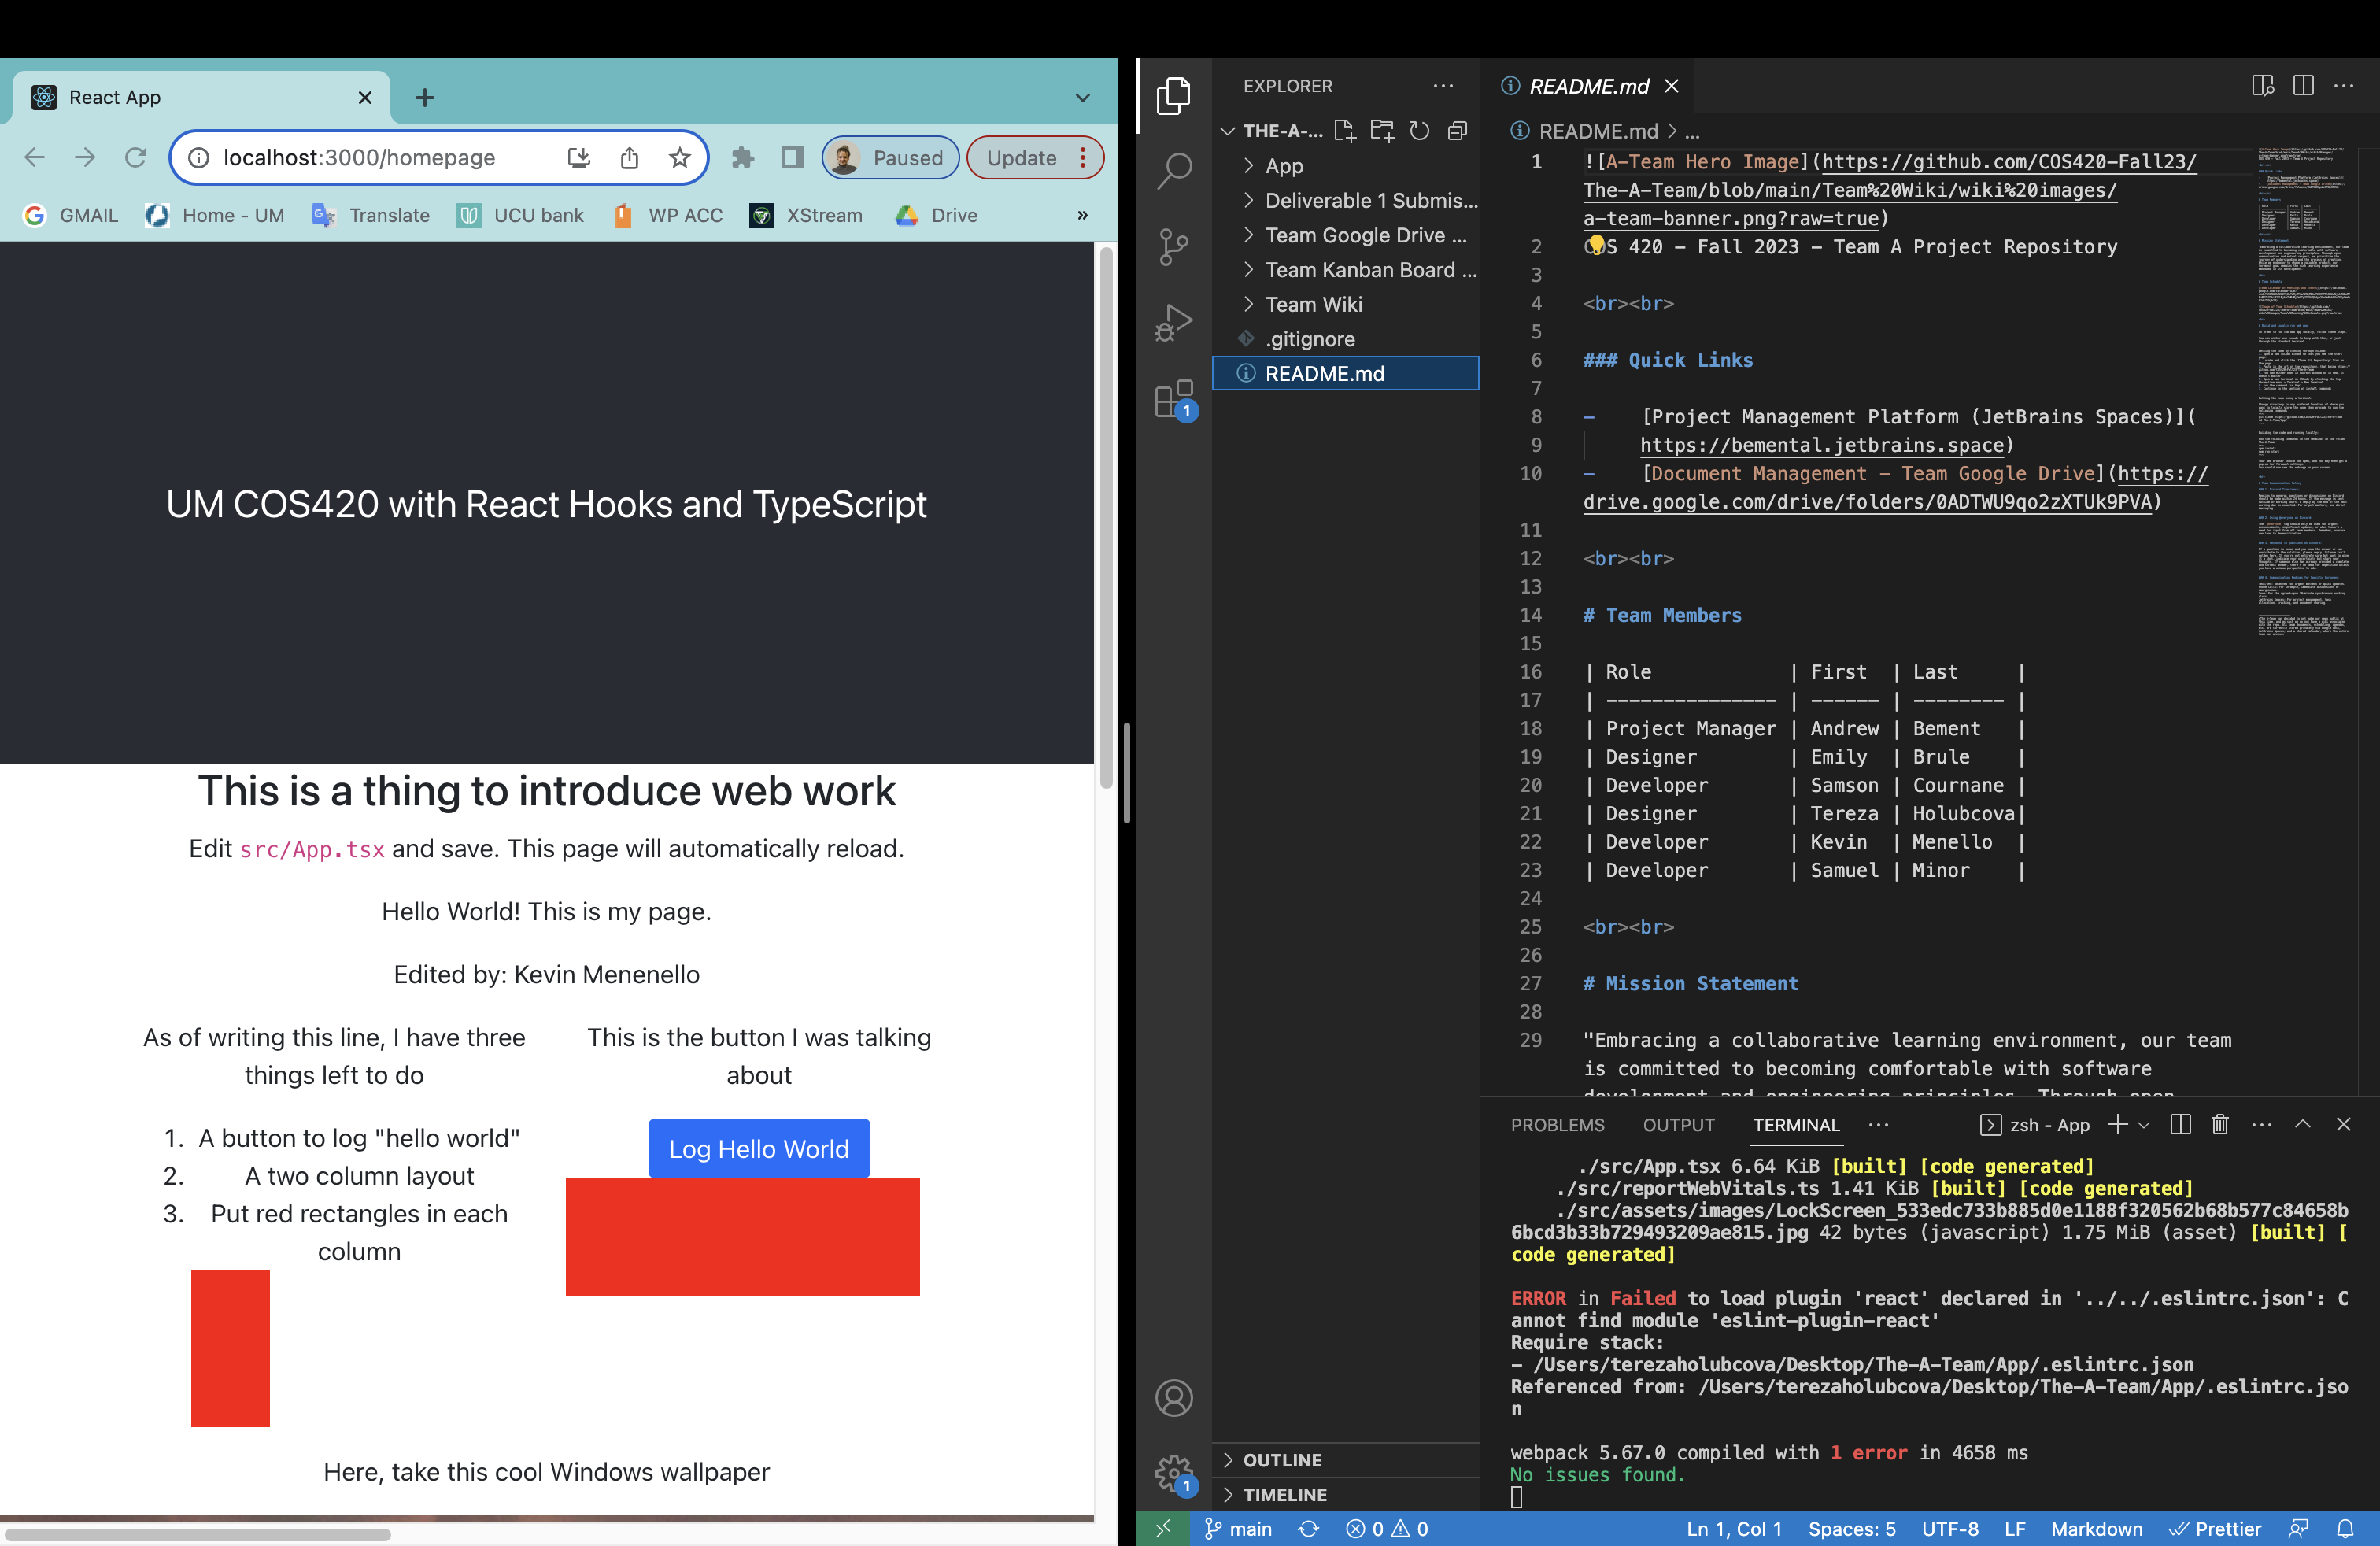 React App
localhost:3000/homepage
Paused
Update
GMAIL
Home - UM
Translate
UCU bank
WP ACC
XStream
Drive
»
UM COS420 with React Hooks and TypeScript
This is a thing to introduce web work
Edit src/App.tsx and save. This page will automatically reload.
Hello World! This is my page.
Edited by: Kevin Menenello
As of writing this line, I have three
things left to do
1. A button to log "hello world"
2. A two column layout
3. Put red rectangles in each
column
This is the button I was talking
about
Log Hello World
Here, take this cool Windows wallpaper
EXPLORER
THE-A-...
App
Deliverable 1 Submis...
Team Google Drive ...
Team Kanban Board ...
Team Wiki
.gitignore
README.md
OUTLINE
TIMELINE
1
1
README.md
README.md > ...
1 ![A-Team Hero Image](https://github.com/COS420-Fall23/
The-A-Team/blob/main/Team%20Wiki/wiki%20images/
a-team-banner.png?raw=true)
2 COS 420 - Fall 2023 - Team A Project Repository
3
4 <br><br>
5
6 ### Quick Links
7
8 - [Project Management Platform (JetBrains Spaces)](
9 https://bemental.jetbrains.space)
10 - [Document Management - Team Google Drive](https://
drive.google.com/drive/folders/0ADTWU9qo2zXTUk9PVA)
11
12 <br><br>
13
14 # Team Members
15
16 | Role | First | Last |
17 | --------------- | ------ | -------- |
18 | Project Manager | Andrew | Bement |
19 | Designer | Emily | Brule |
20 | Developer | Samson | Cournane |
21 | Designer | Tereza | Holubcova|
22 | Developer | Kevin | Menello |
23 | Developer | Samuel | Minor |
24
25 <br><br>
26
27 # Mission Statement
28
29 "Embracing a collaborative learning environment, our team
is committed to becoming comfortable with software
development and engineering principles. Through open
PROBLEMS
OUTPUT
TERMINAL
zsh - App
./src/App.tsx 6.64 KiB [built] [code generated]
./src/reportWebVitals.ts 1.41 KiB [built] [code generated]
./src/assets/images/LockScreen_533edc733b885d0e1188f320562b68b577c84658b
6bcd3b33b729493209ae815.jpg 42 bytes (javascript) 1.75 MiB (asset) [built] [
code generated]
ERROR in Failed to load plugin 'react' declared in '../../.eslintrc.json': C
annot find module 'eslint-plugin-react'
Require stack:
- /Users/terezaholubcova/Desktop/The-A-Team/App/.eslintrc.json
Referenced from: /Users/terezaholubcova/Desktop/The-A-Team/App/.eslintrc.jso
n
webpack 5.67.0 compiled with 1 error in 4658 ms
No issues found.
main
0
0
Ln 1, Col 1
Spaces: 5
UTF-8
LF
Markdown
Prettier